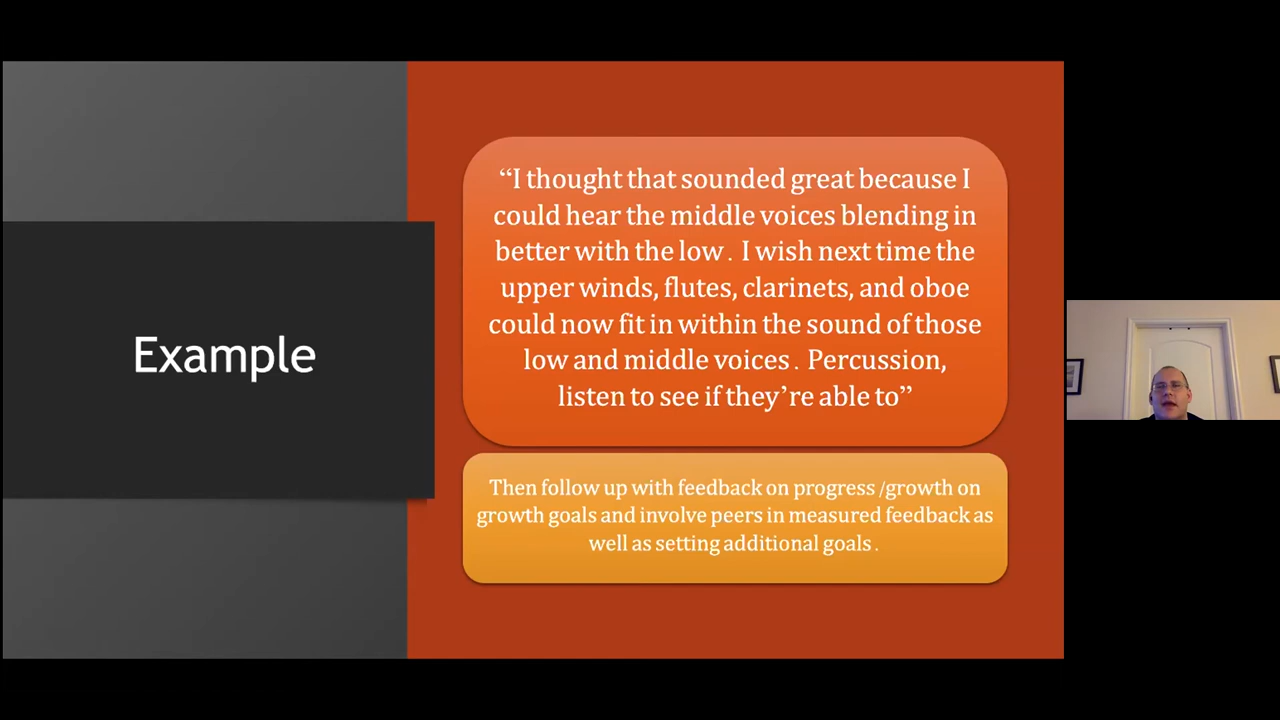 Example
“I thought that sounded great because I
could hear the middle voices blending in
better with the low. I wish next time the
upper winds, flutes, clarinets, and oboe
could now fit in within the sound of those
low and middle voices. Percussion,
listen to see if they’re able to”
Then follow up with feedback on progress /growth on
growth goals and involve peers in measured feedback as
well as setting additional goals.